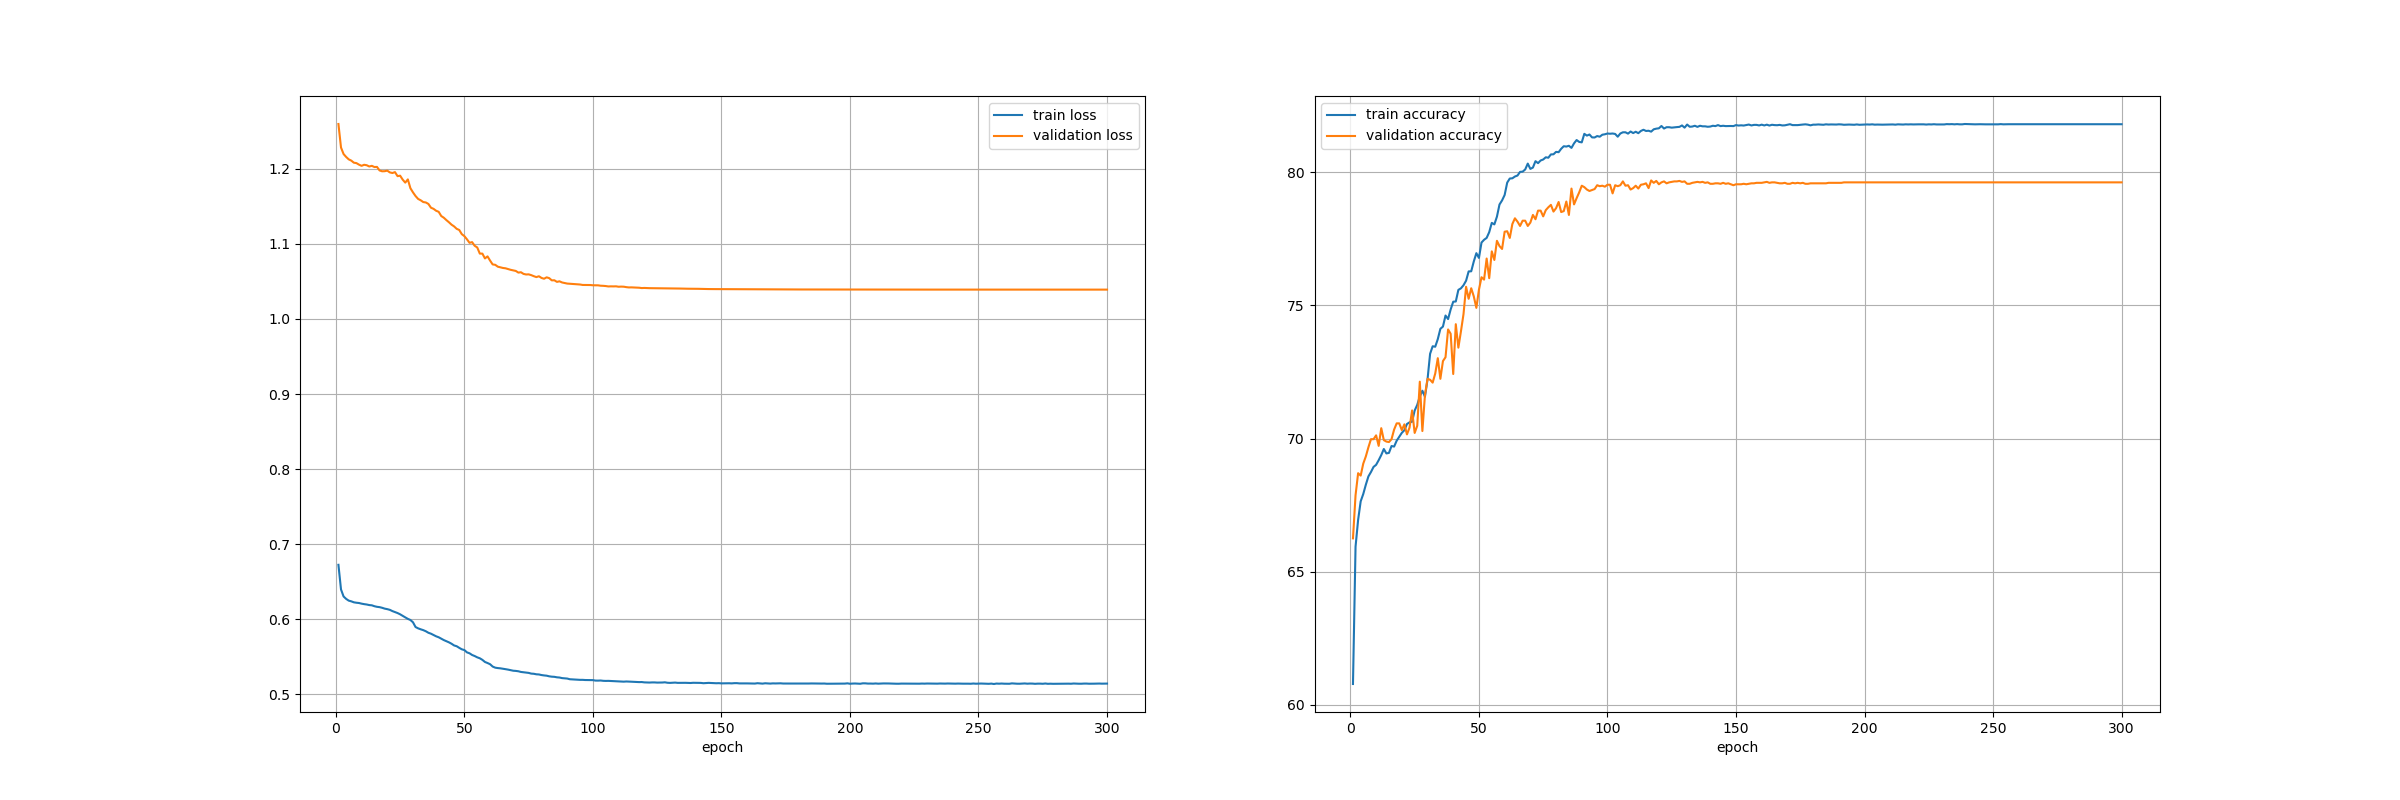 train loss
validation loss
1.2
1.1
1.0
0.9
0.8
0.7
0.6
0.5
0 50 100 150 200 250 300
epoch
train accuracy
validation accuracy
80
75
70
65
60
0 50 100 150 200 250 300
epoch